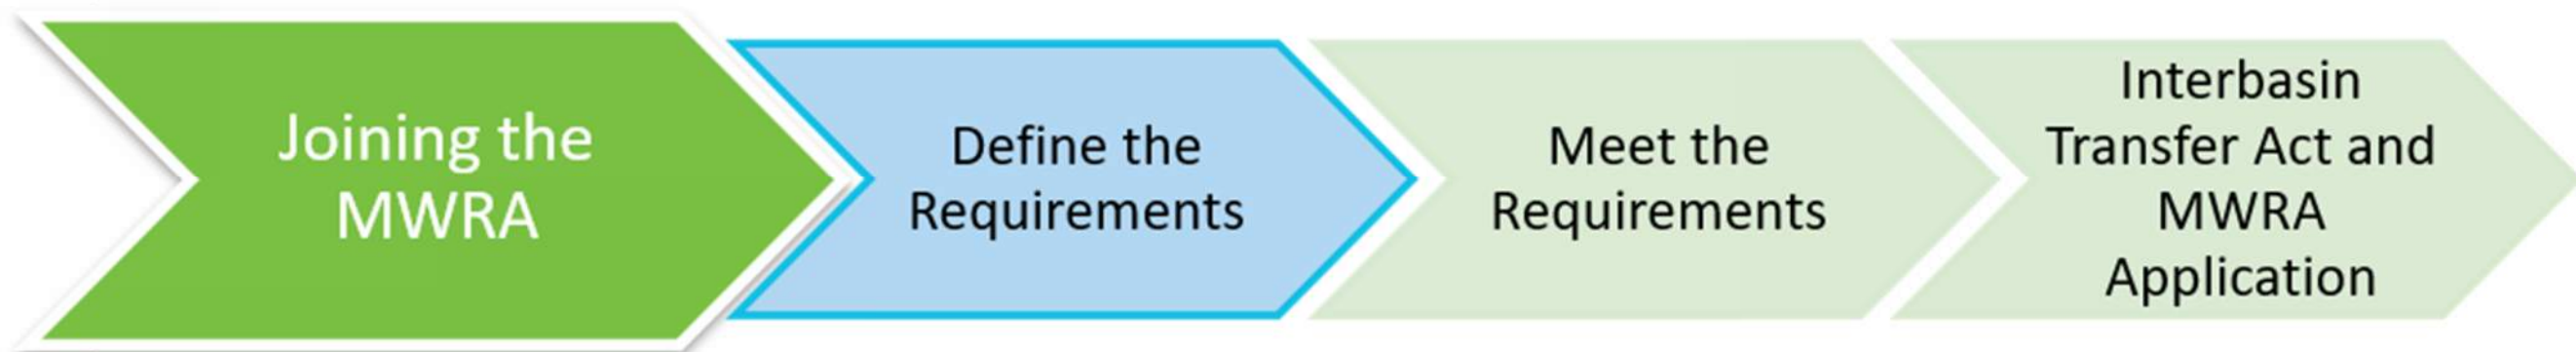 Joining the
MWRA
Define the
Requirements
Meet the
Requirements
Interbasin
Transfer Act and
MWRA
Application